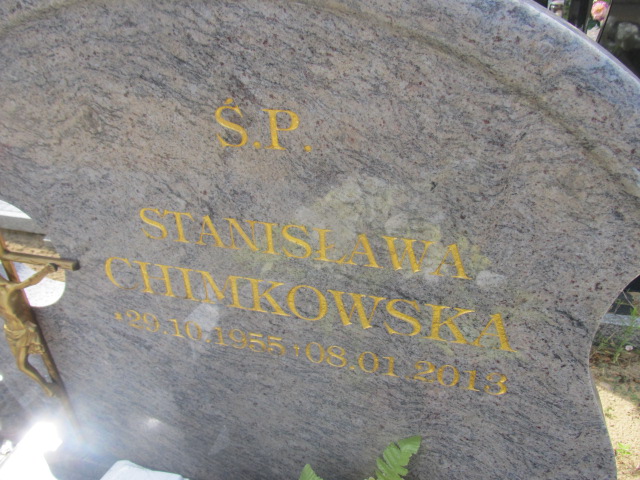 Ś.P.
STANISŁAWA
CHIMKOWSKA
*29.10.1955 †08.01.2013